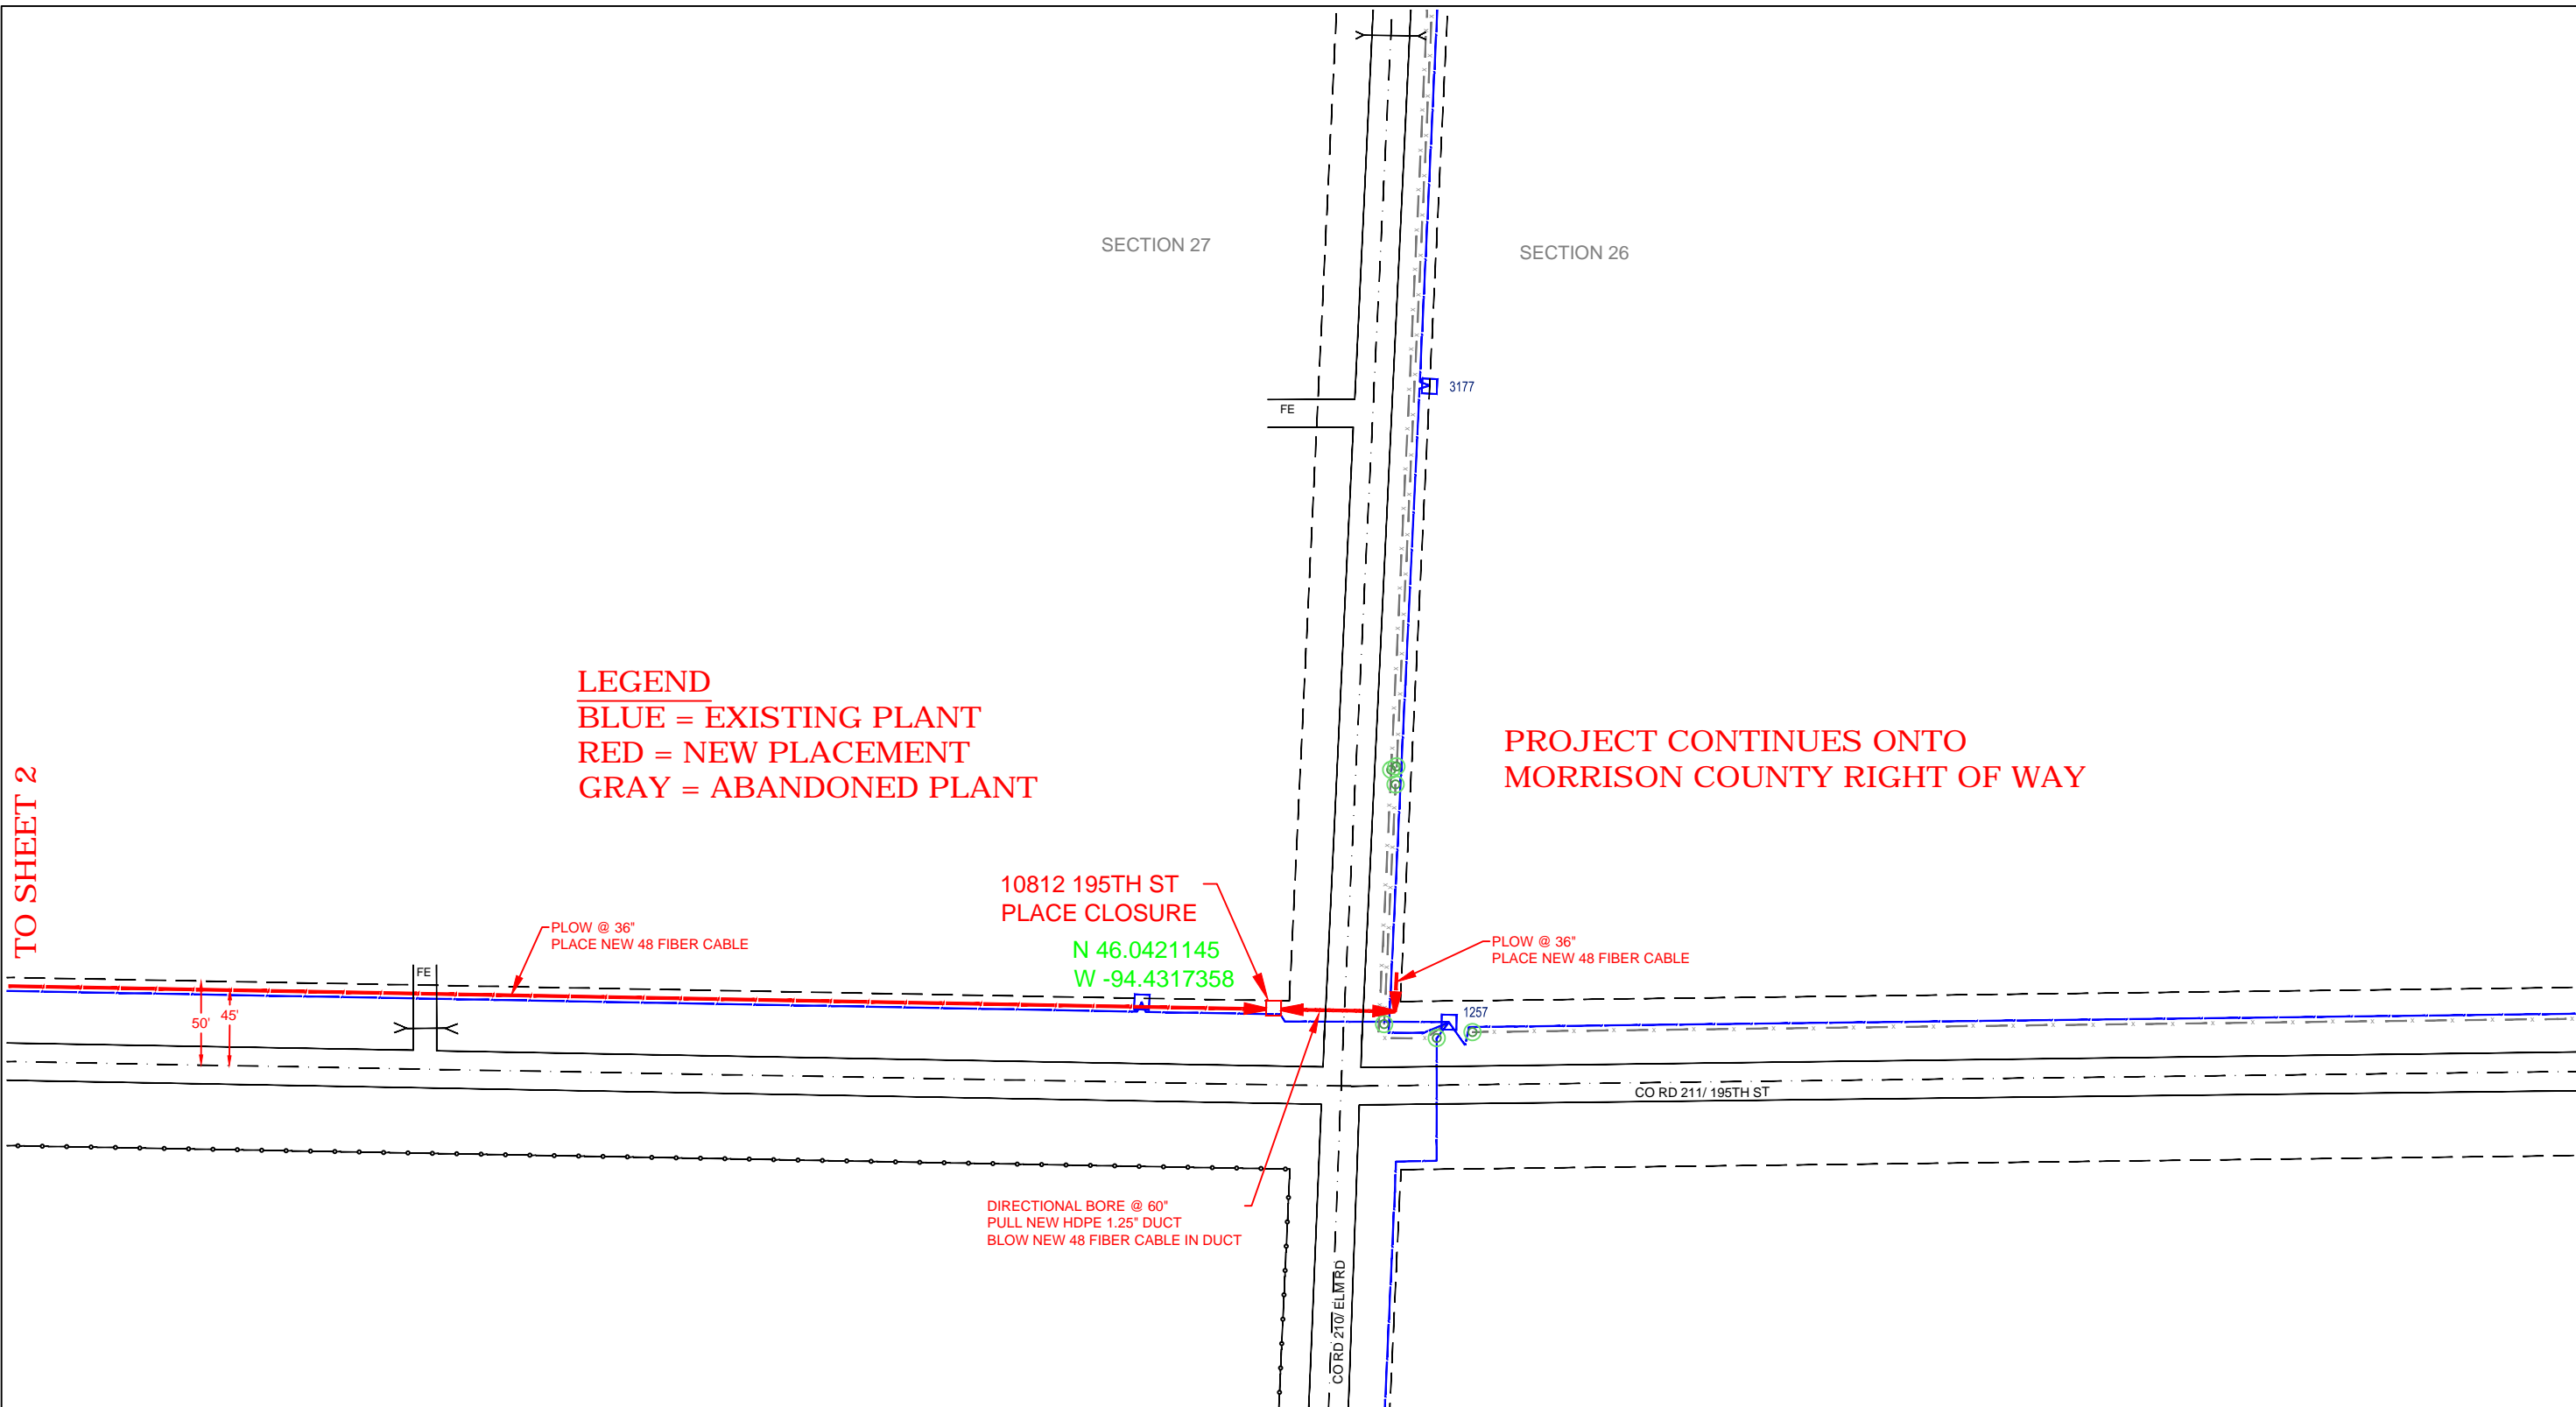 SECTION 27
SECTION 26
3177
FE
LEGEND
BLUE = EXISTING PLANT
RED = NEW PLACEMENT
GRAY = ABANDONED PLANT
PROJECT CONTINUES ONTO
MORRISON COUNTY RIGHT OF WAY
TO SHEET 2
10812 195TH ST
PLACE CLOSURE
N 46.0421145
W -94.4317358
PLOW @ 36"
PLACE NEW 48 FIBER CABLE
PLOW @ 36"
PLACE NEW 48 FIBER CABLE
FE
50'
45'
1257
CO RD 211/ 195TH ST
DIRECTIONAL BORE @ 60"
PULL NEW HDPE 1.25" DUCT
BLOW NEW 48 FIBER CABLE IN DUCT
CO RD 210/ ELM RD